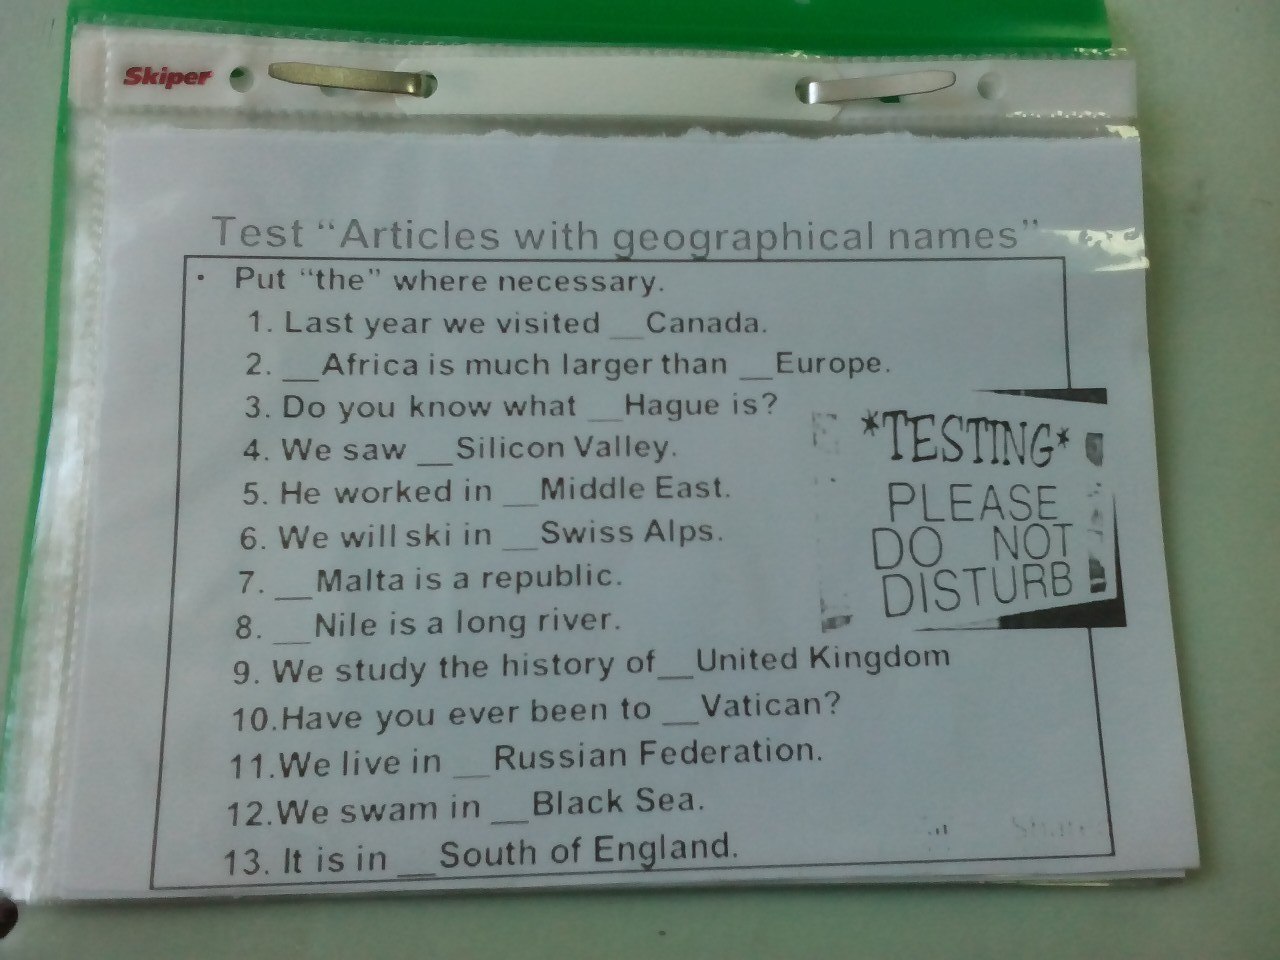 Skiper
Test “Articles with geographical names”
• Put “the” where necessary.
1. Last year we visited __Canada.
2. __Africa is much larger than __Europe.
3. Do you know what __Hague is?
4. We saw __Silicon Valley.
5. He worked in __Middle East.
6. We will ski in __Swiss Alps.
7. __Malta is a republic.
8. __Nile is a long river.
9. We study the history of__United Kingdom
10.Have you ever been to __Vatican?
11.We live in __Russian Federation.
12.We swam in __Black Sea.
13. It is in __South of England.
*TESTING*
PLEASE
DO NOT
DISTURB